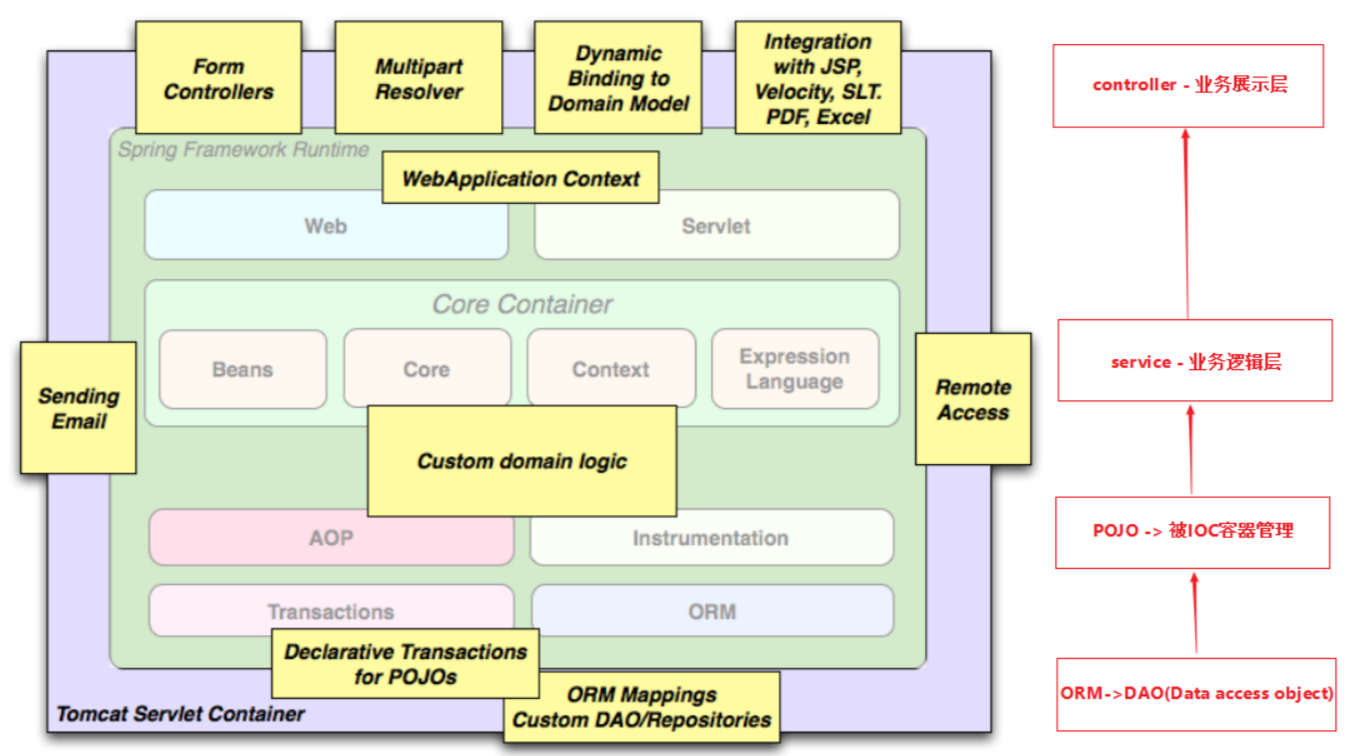 Form
Controllers
Multipart
Resolver
Dynamic
Binding to
Domain Model
Integration
with JSP,
Velocity, SLT.
PDF, Excel
Spring Framework Runtime
WebApplication Context
Web
Servlet
Core Container
Beans
Core
Context
Expression
Language
Sending
Email
Remote
Access
Custom domain logic
AOP
Instrumentation
Transactions
ORM
Declarative Transactions
for POJOs
ORM Mappings
Custom DAO/Repositories
Tomcat Servlet Container
controller - 业务展示层
service - 业务逻辑层
POJO -> 被IOC容器管理
ORM->DAO(Data access object)